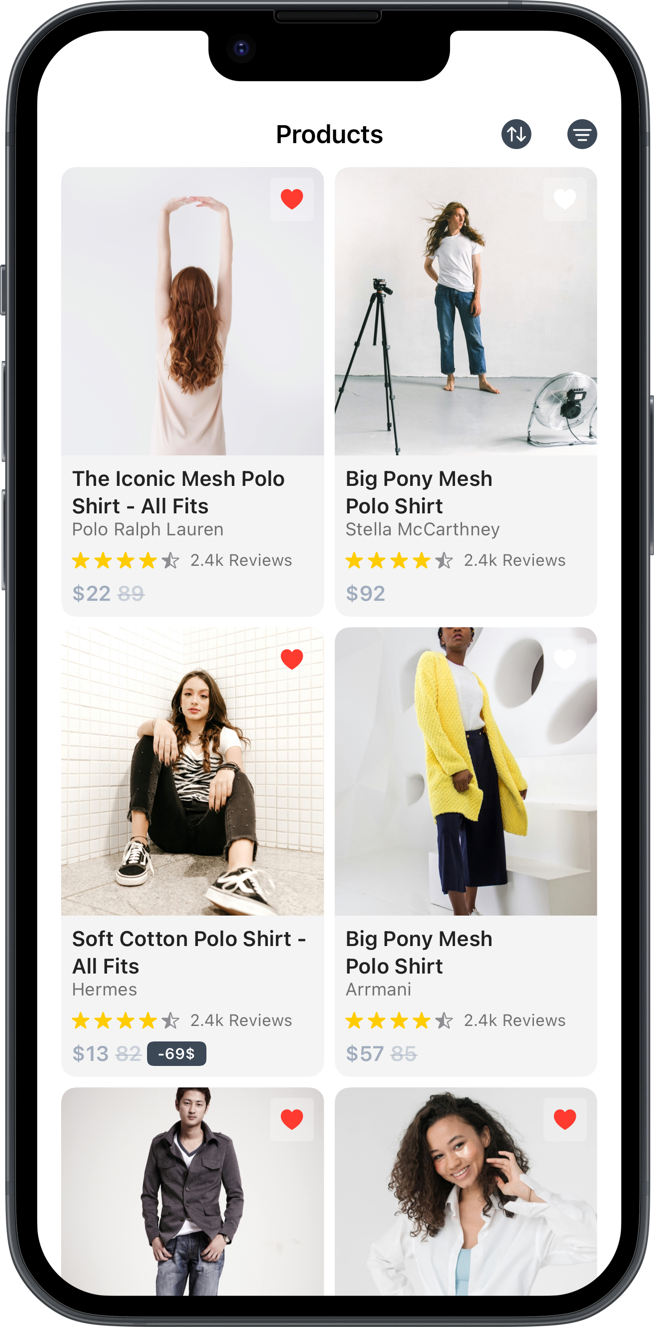 Products
The Iconic Mesh Polo
Shirt - All Fits
Polo Ralph Lauren
2.4k Reviews
$22 89
Big Pony Mesh
Polo Shirt
Stella McCarthney
2.4k Reviews
$92
Soft Cotton Polo Shirt -
All Fits
Hermes
2.4k Reviews
$13 82 -69$
Big Pony Mesh
Polo Shirt
Arrmani
2.4k Reviews
$57 85